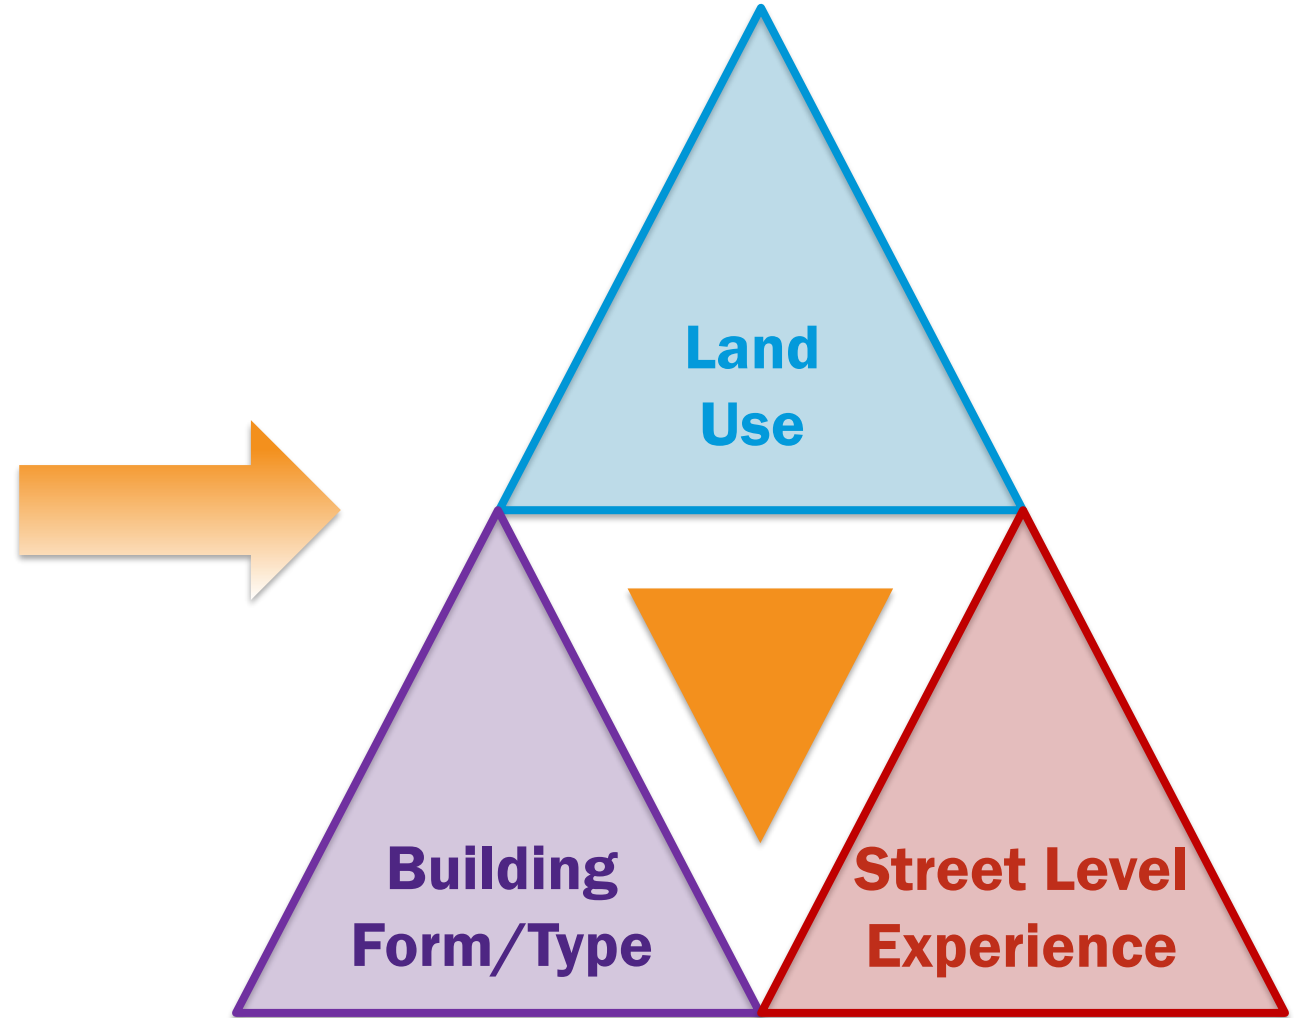 Land
Use
Building
Form/Type
Street Level
Experience